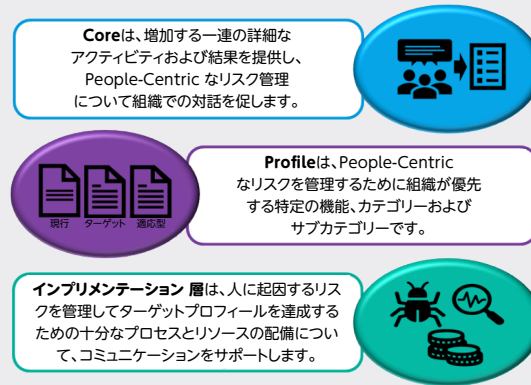 Coreは、増加する一連の詳細な
アクティビティおよび結果を提供し、
People-Centric なリスク管理
について組織での対話を促します。
Profileは、People-Centric
なリスクを管理するために組織が優先
する特定の機能、カテゴリーおよび
サブカテゴリーです。
現行 ターゲット 適応型
インプリメンテーション 層は、人に起因するリス
クを管理してターゲットプロフィールを達成する
ための十分なプロセスとリソースの配備につい
て、コミュニケーションをサポートします。